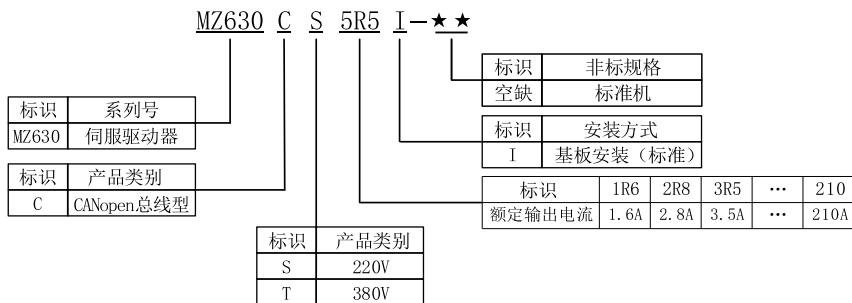 MZ630 C S 5R5 I-★★
标识 非标规格
空缺 标准机
标识 系列号
MZ630 伺服驱动器
标识 安装方式
I 基板安装（标准）
标识 产品类别
C CANopen总线型
标识 1R6 2R8 3R5 … 210
额定输出电流 1.6A 2.8A 3.5A … 210A
标识 产品类别
S 220V
T 380V